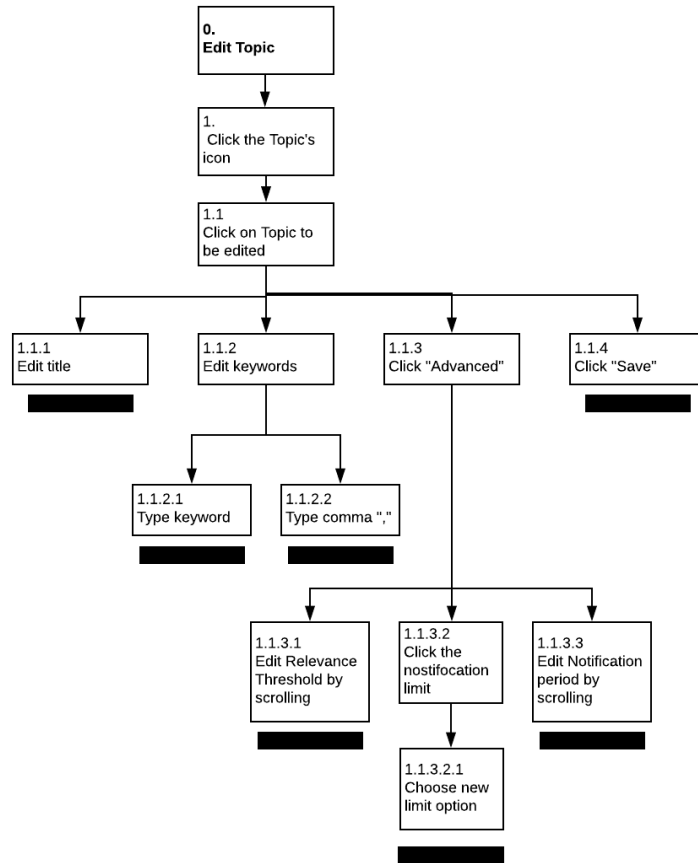 0.
Edit Topic
1.
Click the Topic's
icon
1.1
Click on Topic to
be edited
1.1.1
Edit title
1.1.2
Edit keywords
1.1.3
Click "Advanced"
1.1.4
Click "Save"
1.1.2.1
Type keyword
1.1.2.2
Type comma ","
1.1.3.1
Edit Relevance
Threshold by
scrolling
1.1.3.2
Click the
nostifocation
limit
1.1.3.3
Edit Notification
period by
scrolling
1.1.3.2.1
Choose new
limit option